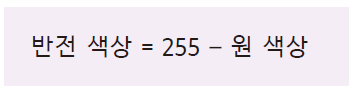 반전 색상 = 255 – 원 색상